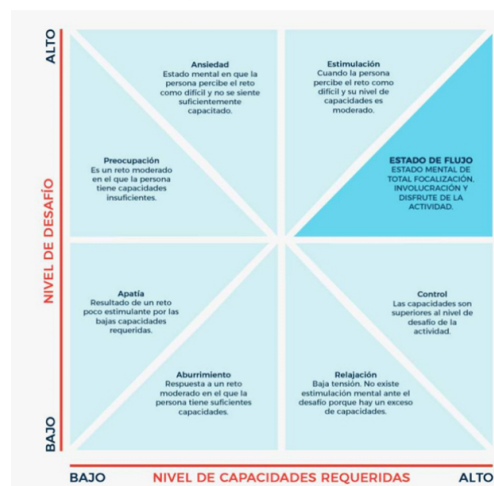 ALTO
NIVEL DE DESAFÍO
BAJO
Ansiedad
Estado mental en que la
persona percibe el reto
como difícil y no se siente
suficientemente
capacitado.
Estimulación
Cuando la persona
percibe el reto como
difícil y su nivel de
capacidades es
moderado.
Preocupación
Es un reto moderado
en el que la persona
tiene capacidades
insuficientes.
ESTADO DE FLUJO
ESTADO MENTAL DE
TOTAL FOCALIZACIÓN,
INVOLUCRACIÓN Y
DISFRUTE DE LA
ACTIVIDAD.
Apatía
Resultado de un reto
poco estimulante por las
bajas capacidades
requeridas.
Control
Las capacidades son
superiores al nivel de
desafío de la
actividad.
Aburrimiento
Respuesta a un reto
moderado en el que la
persona tiene suficientes
capacidades.
Relajación
Baja tensión. No existe
estimulación mental ante el
desafío porque hay un exceso
de capacidades.
BAJO
NIVEL DE CAPACIDADES REQUERIDAS
ALTO